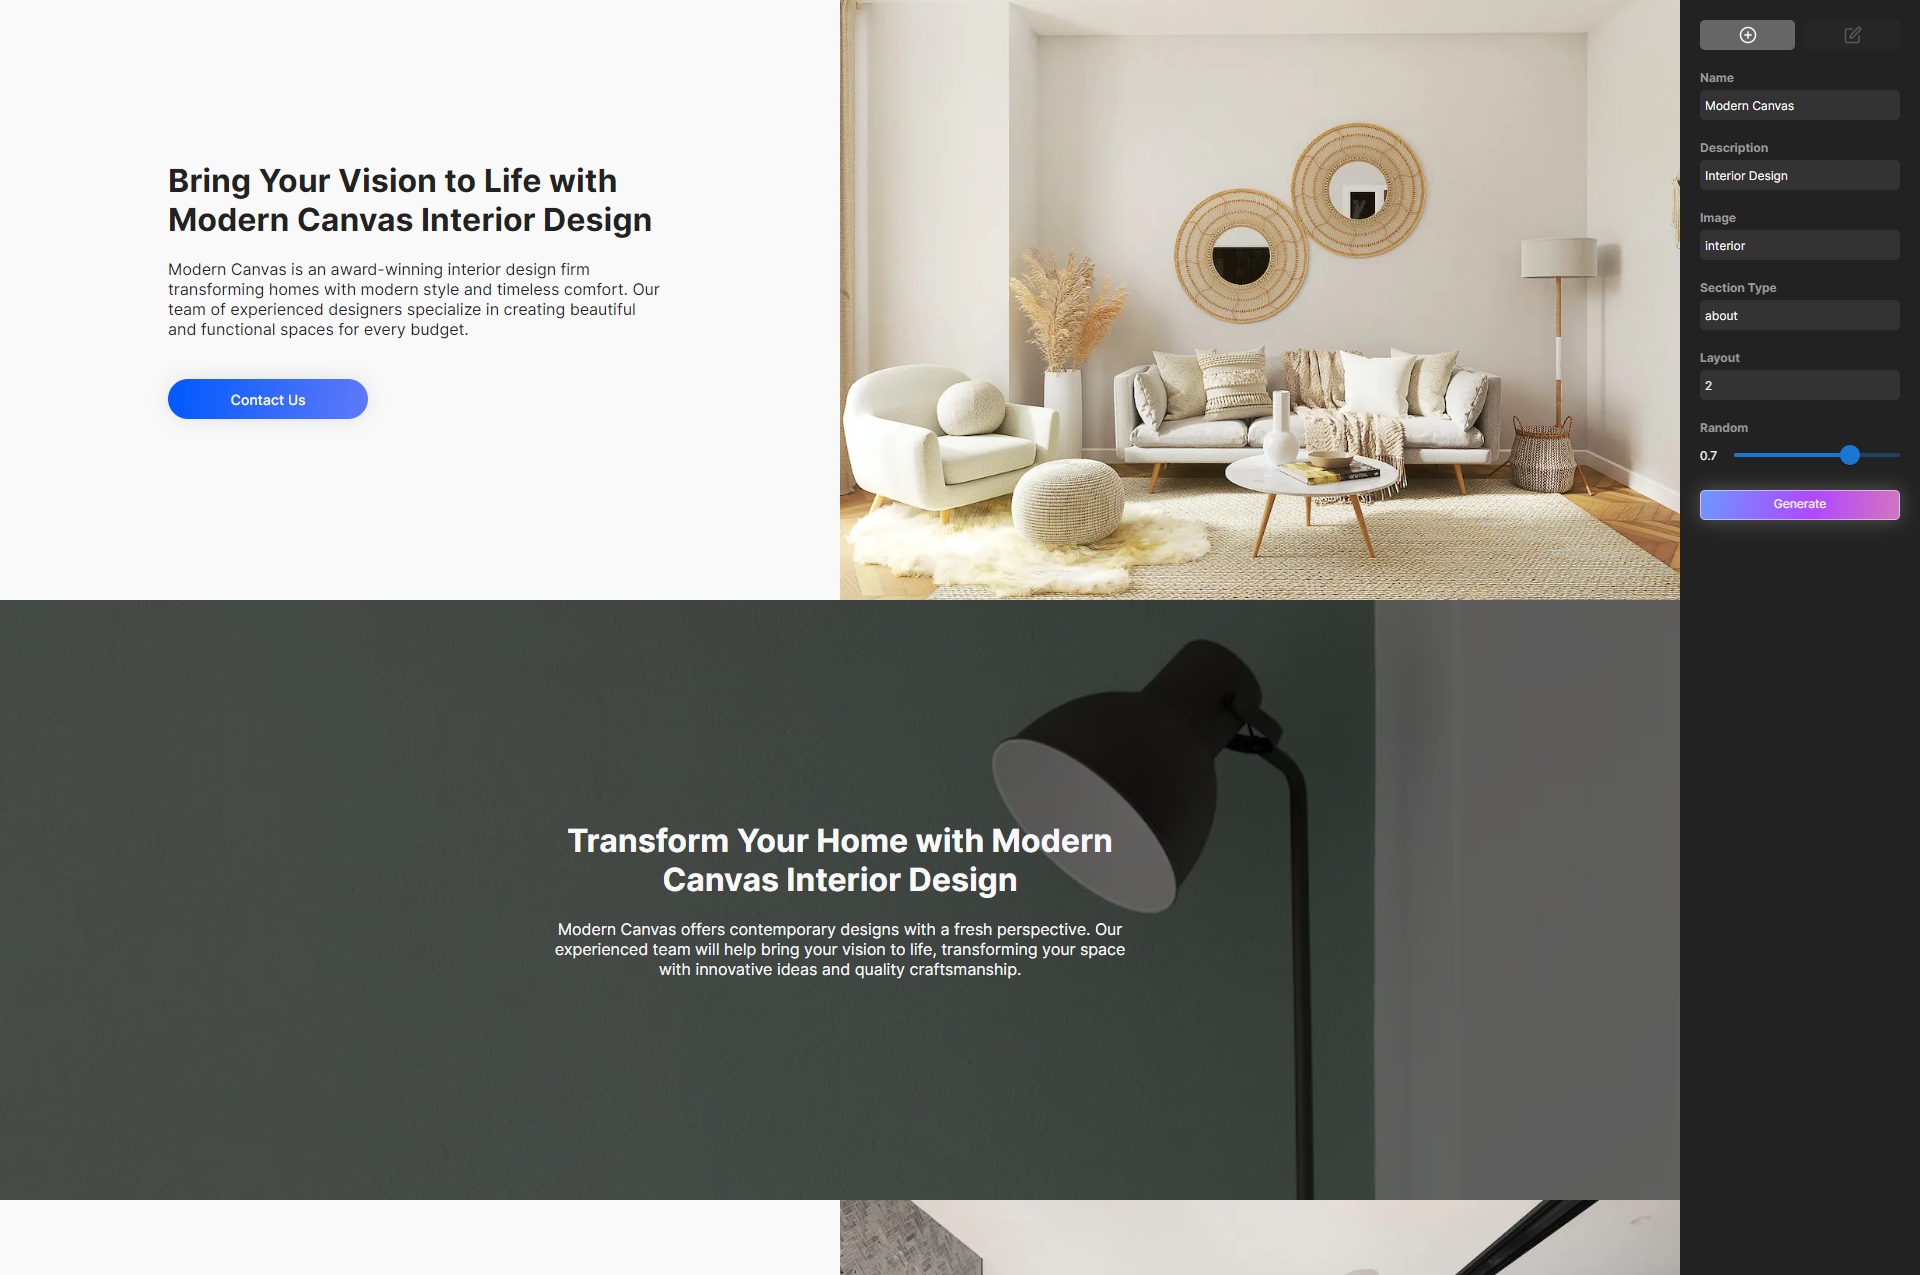 Bring Your Vision to Life with
Modern Canvas Interior Design
Modern Canvas is an award-winning interior design firm
transforming homes with modern style and timeless comfort. Our
team of experienced designers specialize in creating beautiful
and functional spaces for every budget.
Contact Us
Transform Your Home with Modern
Canvas Interior Design
Modern Canvas offers contemporary designs with a fresh perspective. Our
experienced team will help bring your vision to life, transforming your space
with innovative ideas and quality craftsmanship.
Name
Modern Canvas
Description
Interior Design
Image
interior
Section Type
about
Layout
2
Random
0.7
Generate